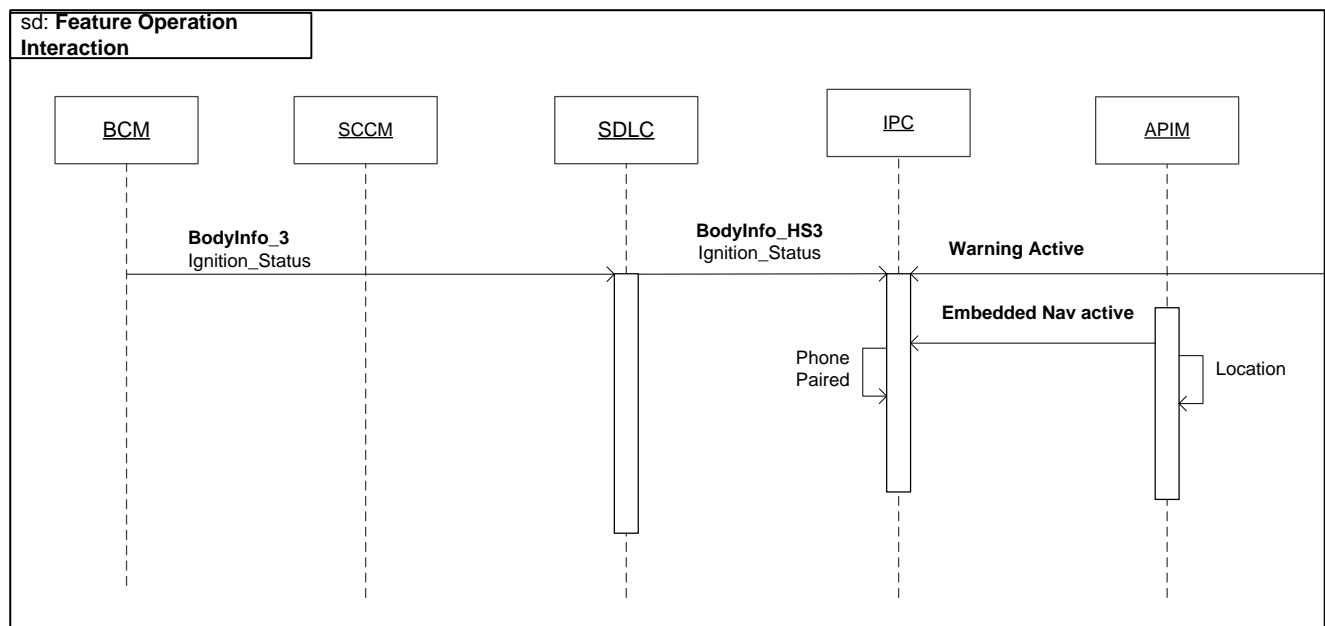 sd: Feature Operation
Interaction
BCM
SCCM
SDLC
IPC
APIM
BodyInfo_3
Ignition_Status
BodyInfo_HS3
Ignition_Status
Warning Active
Embedded Nav active
Phone
Paired
Location